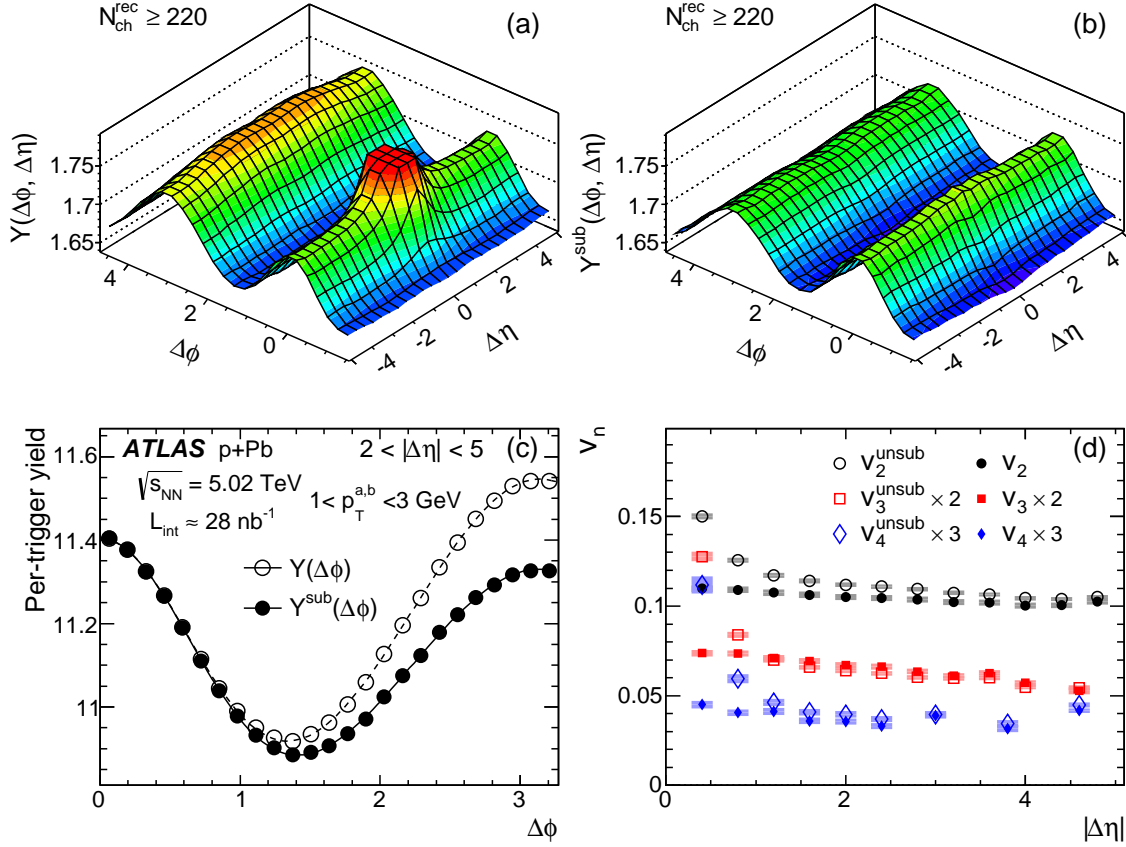 N_ch^rec ≥ 220
(a)
Y(Δφ, Δη)
1.75
1.7
1.65
4
2
0
Δφ
-4
-2
0
2
4
Δη
N_ch^rec ≥ 220
(b)
Y^sub(Δφ, Δη)
1.75
1.7
1.65
4
2
0
Δφ
-4
-2
0
2
4
Δη
Per-trigger yield
11.6
11.4
11.2
11
ATLAS p+Pb
2 < |Δη| < 5
(c)
√s_NN = 5.02 TeV
1< p_T^a,b <3 GeV
L_int ≈ 28 nb^-1
Y(Δφ)
Y^sub(Δφ)
0
1
2
3
Δφ
v_n
0.15
0.1
0.05
0
(d)
v_2^unsub
v_2
v_3^unsub × 2
v_3 × 2
v_4^unsub × 3
v_4 × 3
0
2
4
|Δη|